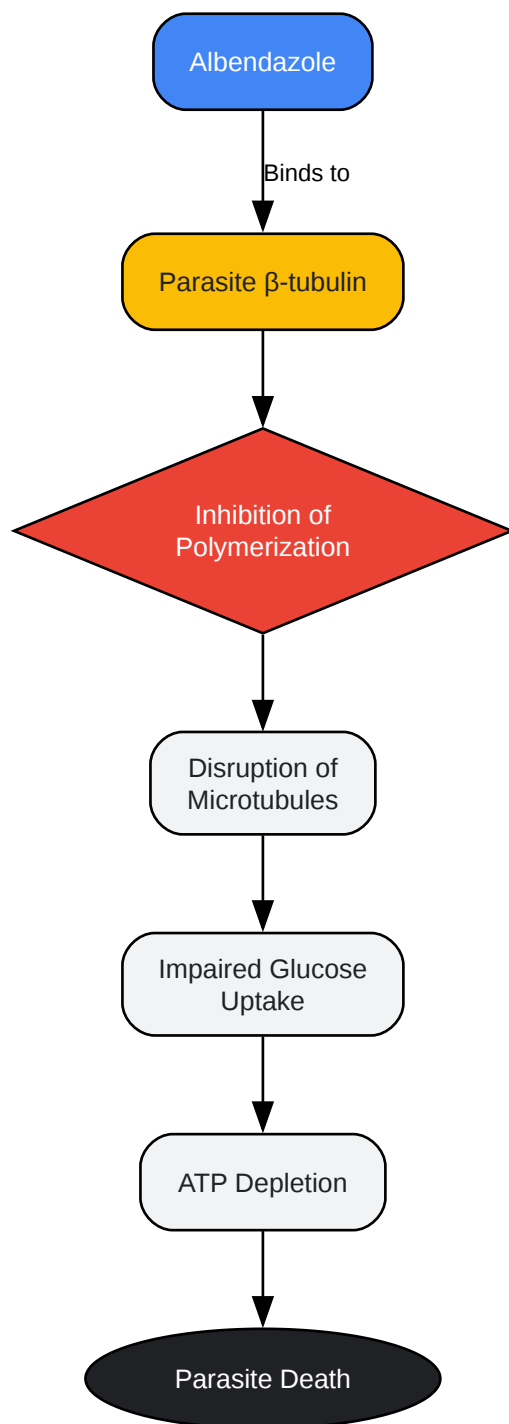 Albendazole
Binds to
Parasite β-tubulin
Inhibition of
Polymerization
Disruption of
Microtubules
Impaired Glucose
Uptake
ATP Depletion
Parasite Death